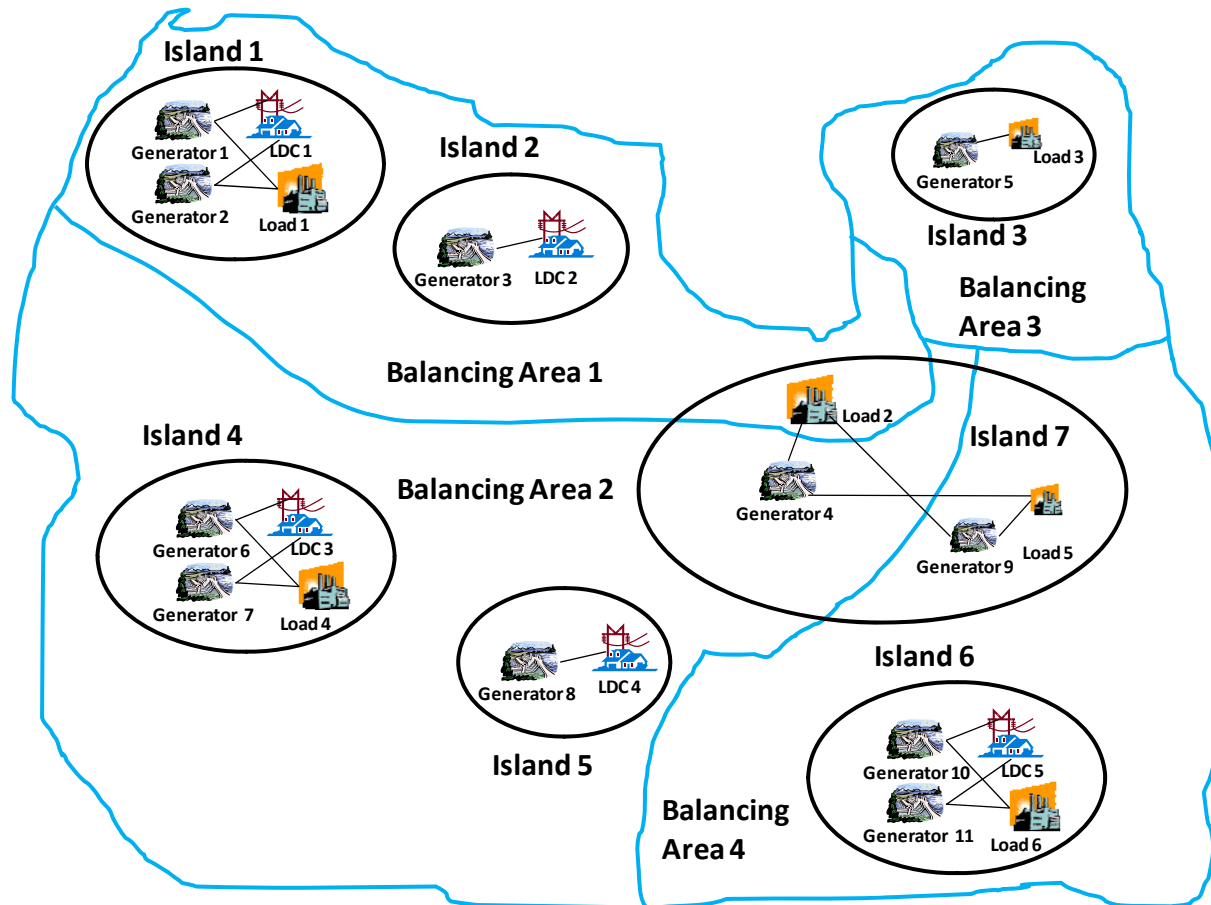 Island 1
Generator 1
LDC 1
Generator 2
Load 1
Island 2
Generator 3
LDC 2
Load 3
Generator 5
Island 3
Balancing
Area 3
Balancing Area 1
Load 2
Island 7
Generator 4
Generator 9
Load 5
Island 4
Balancing Area 2
Generator 6
LDC 3
Generator 7
Load 4
Generator 8
LDC 4
Island 5
Island 6
Generator 10
LDC 5
Generator 11
Load 6
Balancing
Area 4